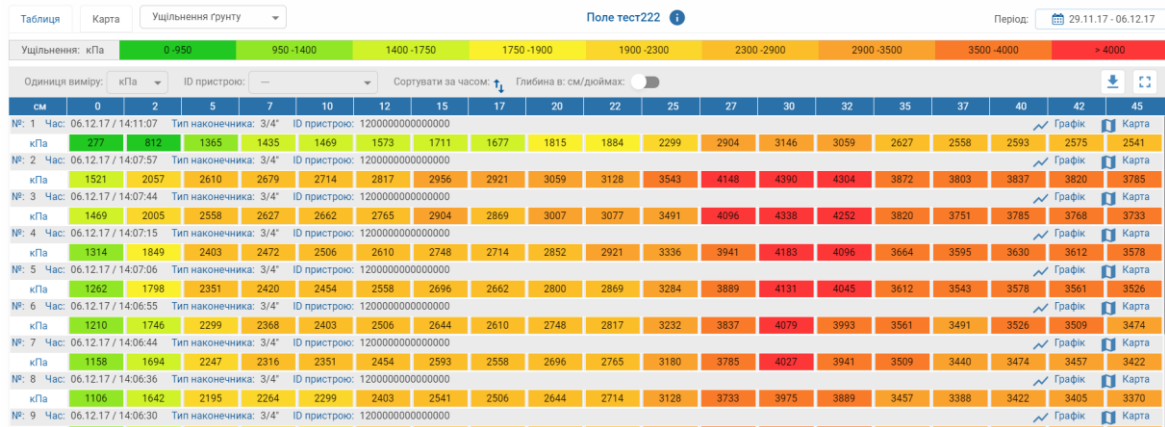 Таблиця Карта Ущільнення ґрунту Поле тест222 i Період: 29.11.17 - 06.12.17
Ущільнення: кПа 0 -950 950 -1400 1400 -1750 1750 -1900 1900 -2300 2300 -2900 2900 -3500 3500 -4000 > 4000
Одиниця виміру: кПа ID пристрою: — Сортувати за часом: Глибина в: см/дюймах:
см 0 2 5 7 10 12 15 17 20 22 25 27 30 32 35 37 40 42 45
№: 1 Час: 06.12.17 / 14:11:07 Тип наконечника: 3/4" ID пристрою: 1200000000000000 Графік Карта
кПа 277 812 1365 1435 1469 1573 1711 1677 1815 1884 2299 2904 3146 3059 2627 2558 2593 2575 2541
№: 2 Час: 06.12.17 / 14:07:57 Тип наконечника: 3/4" ID пристрою: 1200000000000000 Графік Карта
кПа 1521 2057 2610 2679 2714 2817 2956 2921 3059 3128 3543 4148 4390 4304 3872 3803 3837 3820 3785
№: 3 Час: 06.12.17 / 14:07:44 Тип наконечника: 3/4" ID пристрою: 1200000000000000 Графік Карта
кПа 1469 2005 2558 2627 2662 2765 2904 2869 3007 3077 3491 4096 4338 4252 3820 3751 3785 3768 3733
№: 4 Час: 06.12.17 / 14:07:15 Тип наконечника: 3/4" ID пристрою: 1200000000000000 Графік Карта
кПа 1314 1849 2403 2472 2506 2610 2748 2714 2852 2921 3336 3941 4183 4096 3664 3595 3630 3612 3578
№: 5 Час: 06.12.17 / 14:07:06 Тип наконечника: 3/4" ID пристрою: 1200000000000000 Графік Карта
кПа 1262 1798 2351 2420 2454 2558 2696 2662 2800 2869 3284 3889 4131 4045 3612 3543 3578 3561 3526
№: 6 Час: 06.12.17 / 14:06:55 Тип наконечника: 3/4" ID пристрою: 1200000000000000 Графік Карта
кПа 1210 1746 2299 2368 2403 2506 2644 2610 2748 2817 3232 3837 4079 3993 3561 3491 3526 3509 3474
№: 7 Час: 06.12.17 / 14:06:44 Тип наконечника: 3/4" ID пристрою: 1200000000000000 Графік Карта
кПа 1158 1694 2247 2316 2351 2454 2593 2558 2696 2765 3180 3785 4027 3941 3509 3440 3474 3457 3422
№: 8 Час: 06.12.17 / 14:06:36 Тип наконечника: 3/4" ID пристрою: 1200000000000000 Графік Карта
кПа 1106 1642 2195 2264 2299 2403 2541 2506 2644 2714 3128 3733 3975 3889 3457 3388 3422 3405 3370
№: 9 Час: 06.12.17 / 14:06:30 Тип наконечника: 3/4" ID пристрою: 1200000000000000 Графік Карта